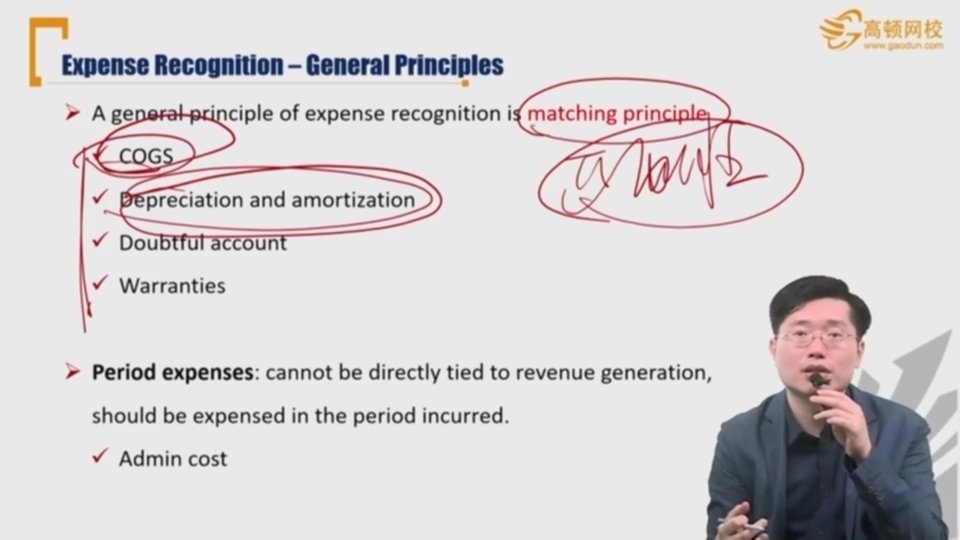 高顿网校
www.gaodun.com
Expense Recognition – General Principles
A general principle of expense recognition is matching principle
COGS
Depreciation and amortization
Doubtful account
Warranties
Period expenses: cannot be directly tied to revenue generation,
should be expensed in the period incurred.
Admin cost